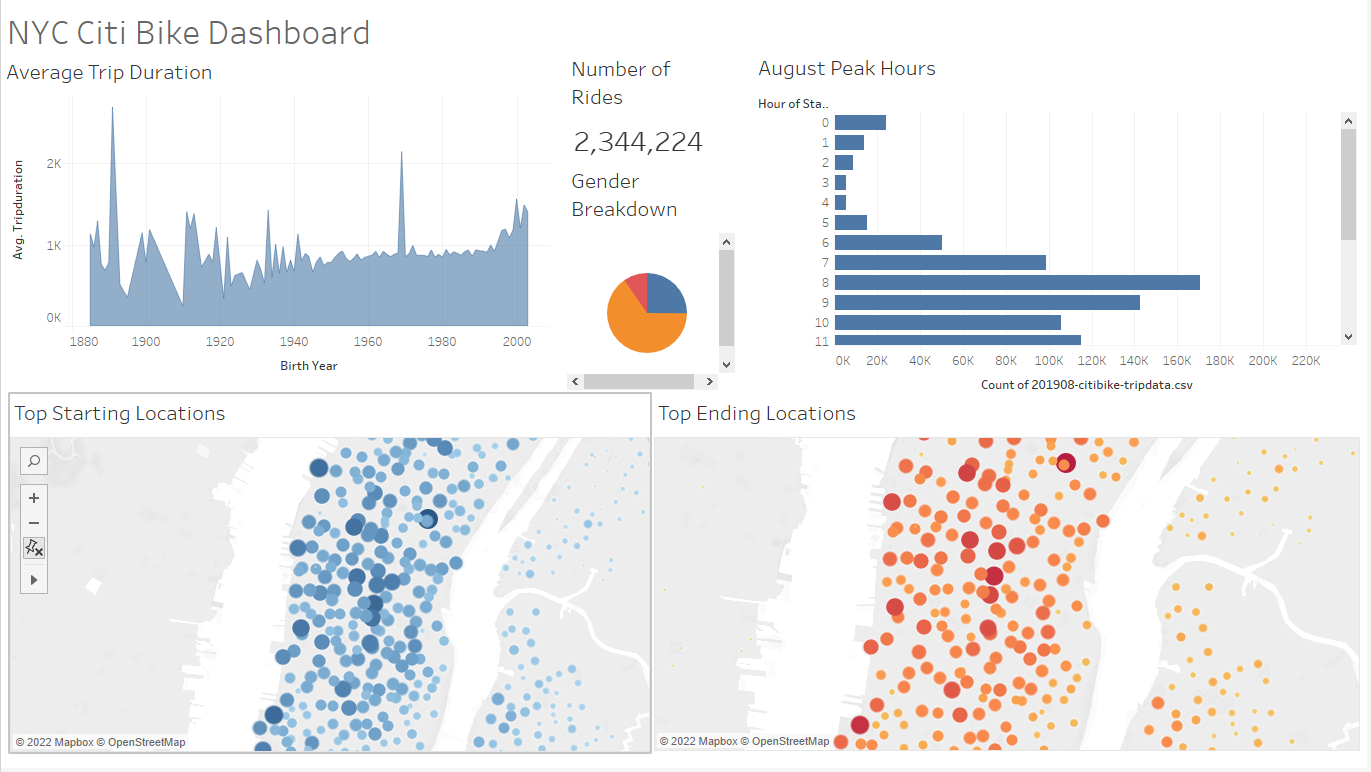 NYC Citi Bike Dashboard
Average Trip Duration
Avg. Tripduration
2K
1K
0K
1880
1900
1920
1940
1960
1980
2000
Birth Year
Number of
Rides
2,344,224
Gender
Breakdown
August Peak Hours
Hour of Sta..
0
1
2
3
4
5
6
7
8
9
10
11
0K
20K
40K
60K
80K
100K
120K
140K
160K
180K
200K
220K
Count of 201908-citibike-tripdata.csv
Top Starting Locations
© 2022 Mapbox © OpenStreetMap
Top Ending Locations
© 2022 Mapbox © OpenStreetMap